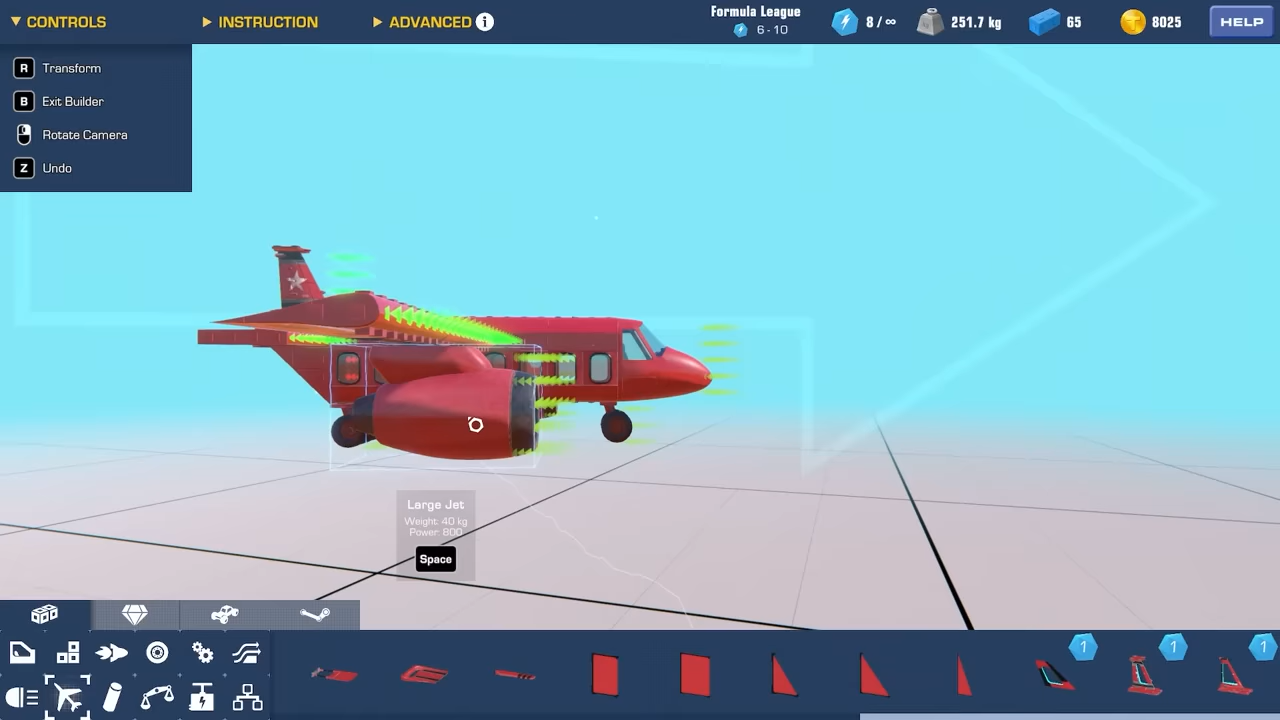 CONTROLS
INSTRUCTION
ADVANCED i
Formula League
6 - 10
8 / ∞
251.7 kg
65
8025
HELP
R Transform
B Exit Builder
Rotate Camera
Z Undo
Large Jet
Weight: 40 kg
Power: 800
Space
1
1
1